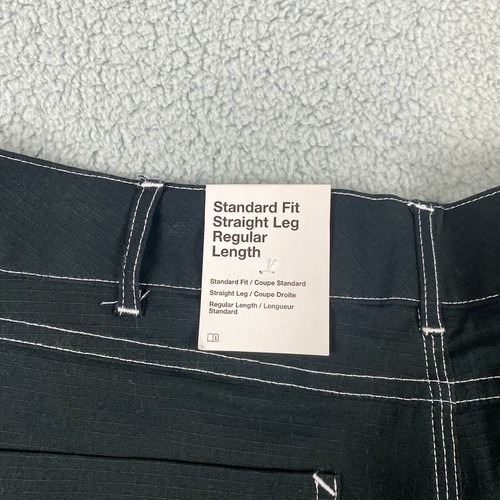 Standard Fit
Straight Leg
Regular
Length
Standard Fit / Coupe Standard
Straight Leg / Coupe Droite
Regular Length / Longueur
Standard